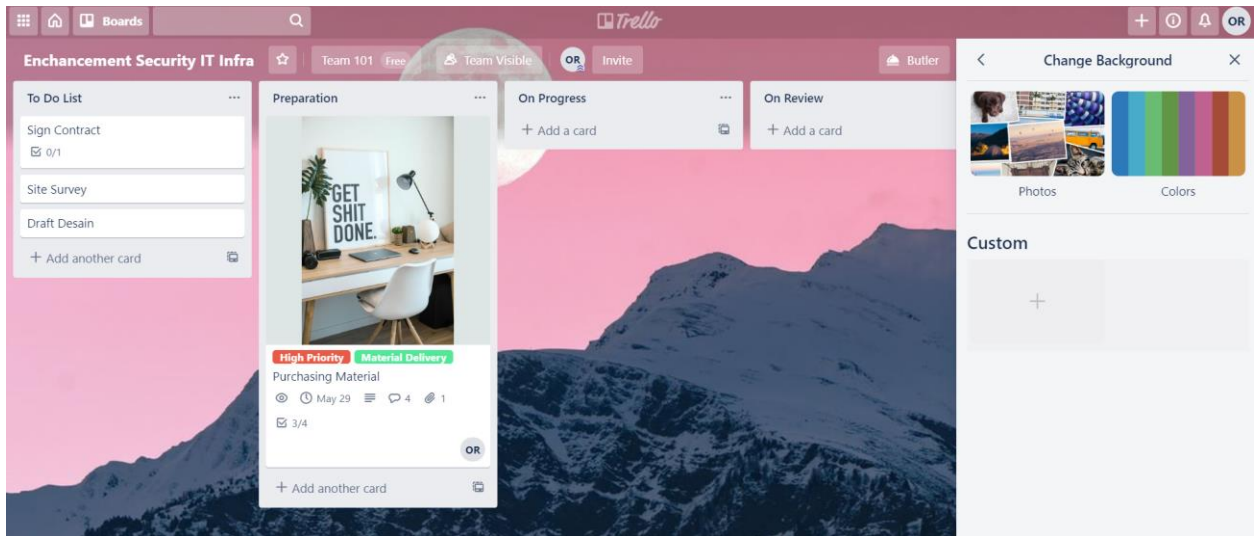 Boards
Trello
OR
Enchancement Security IT Infra
Team 101 Free
Team Visible
OR
Invite
Butler
To Do List
Sign Contract
0/1
Site Survey
Draft Desain
+ Add another card
Preparation
GET
SHIT
DONE.
High Priority Material Delivery
Purchasing Material
May 29 4 1
3/4
OR
+ Add another card
On Progress
+ Add a card
On Review
+ Add a card
Change Background
Photos
Colors
Custom